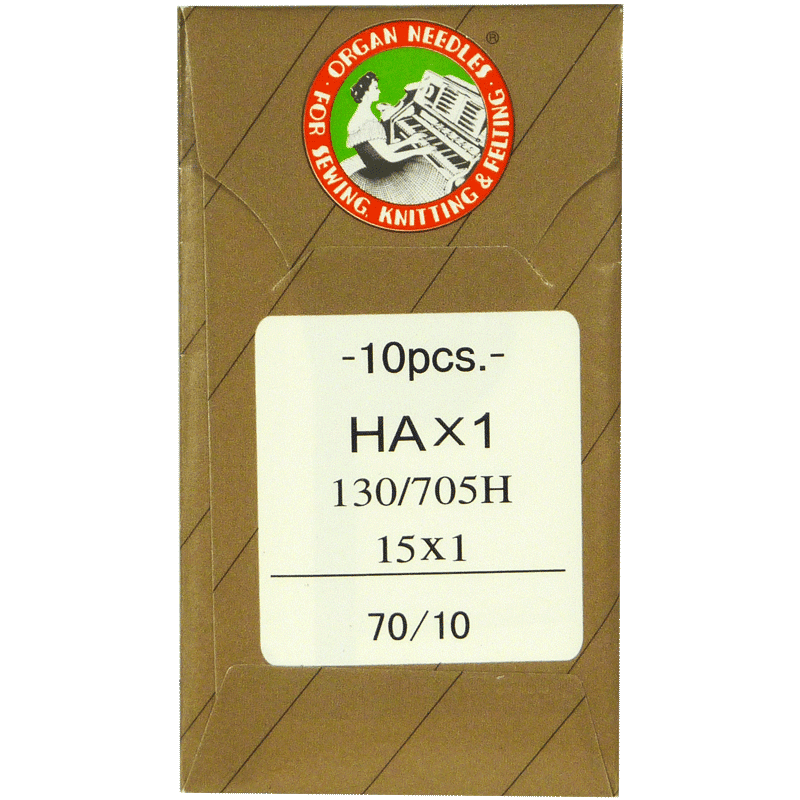 · ORGAN NEEDLES · ®
FOR SEWING, KNITTING & FELTING
-10pcs.-
HA×1
130/705H
15x1
70/10